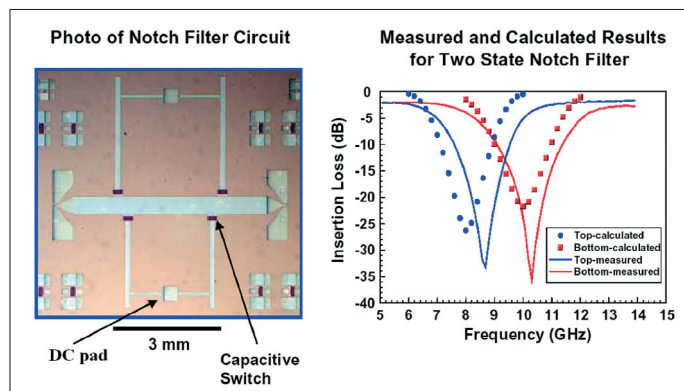 Photo of Notch Filter Circuit
DC pad
3 mm
Capacitive
Switch
Measured and Calculated Results
for Two State Notch Filter
Insertion Loss (dB)
0
-5
-10
-15
-20
-25
-30
-35
-40
Top-calculated
Bottom-calculated
Top-measured
Bottom-measured
5 6 7 8 9 10 11 12 13 14 15
Frequency (GHz)